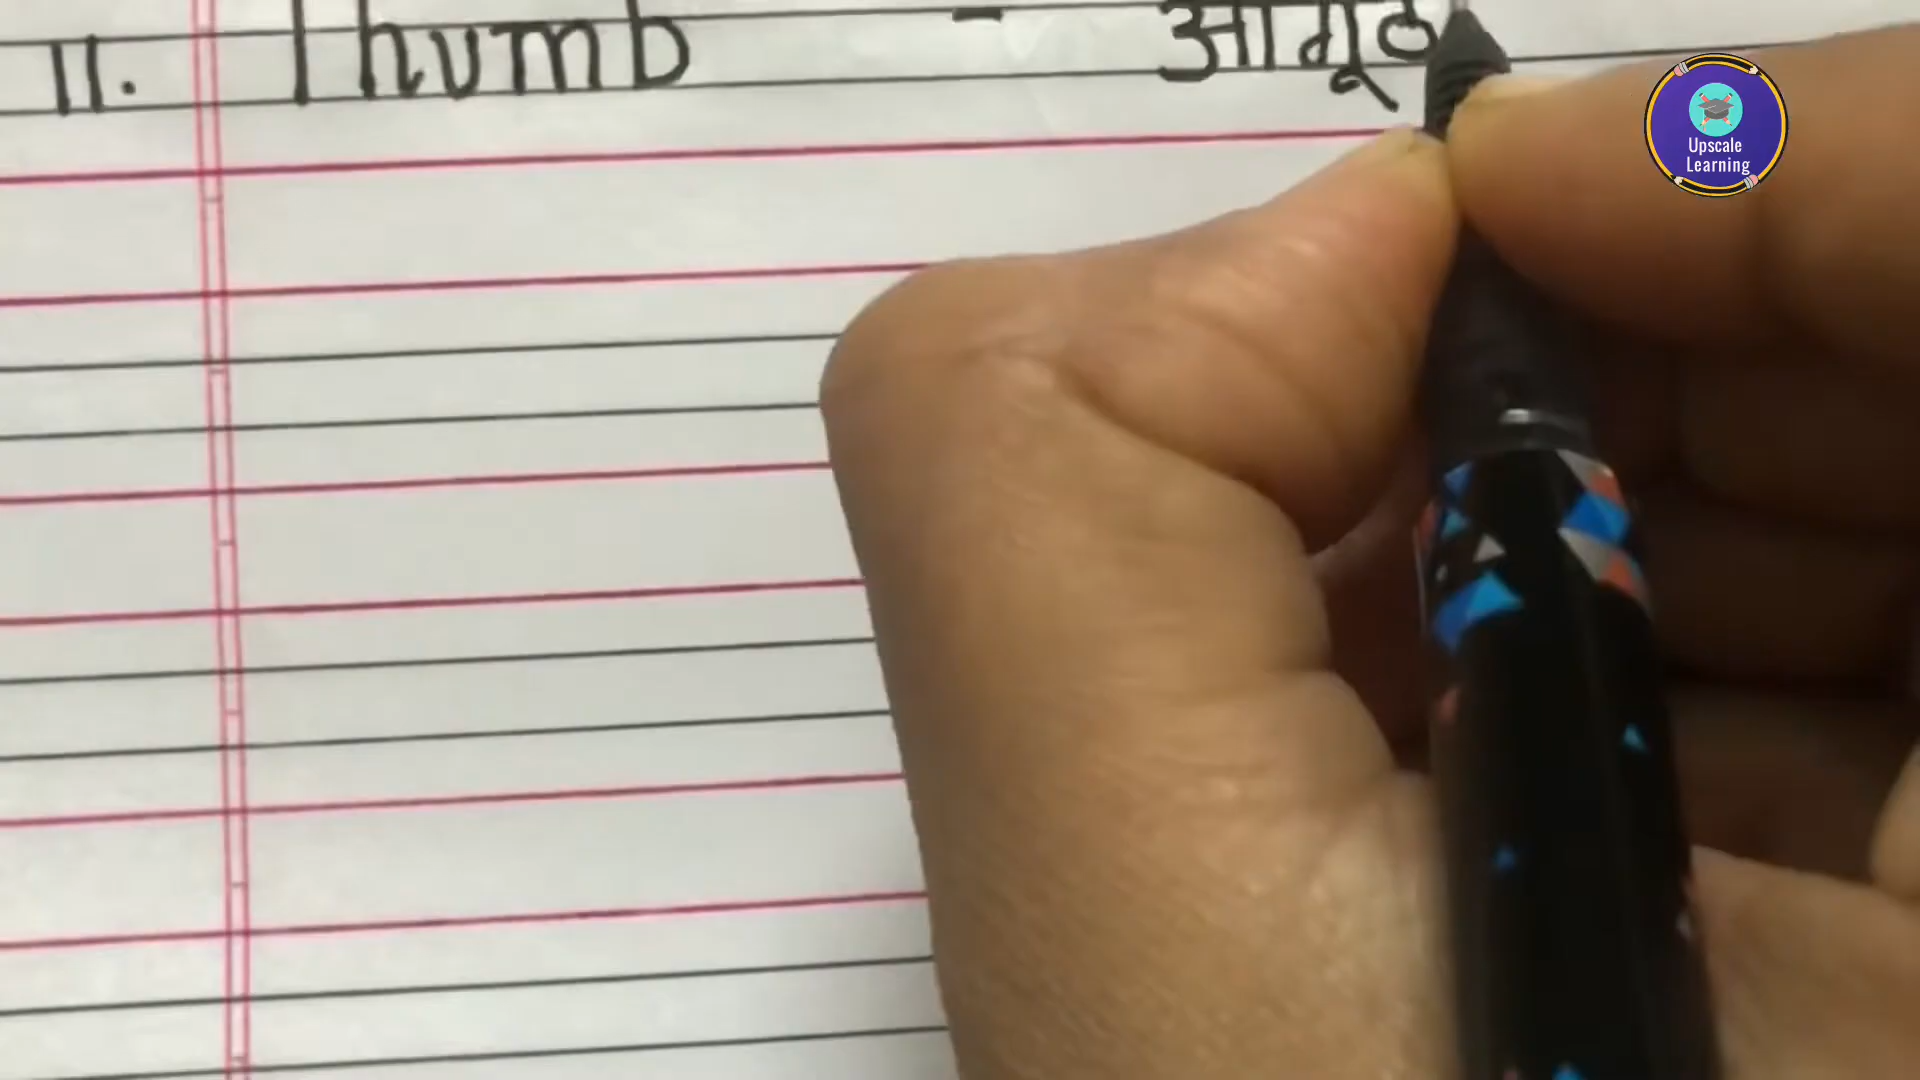 11. Thumb - आगूठ
Upscale
Learning